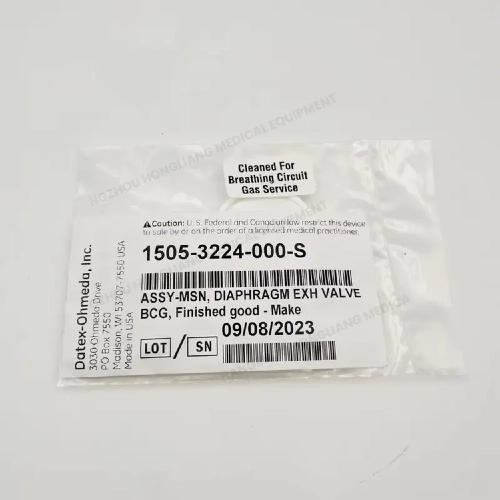 Cleaned For
Breathing Circuit
Gas Service
Caution: U.S. Federal and Canadian law restrict this device
to sale by or on the order of a licensed medical practitioner.
1505-3224-000-S
ASSY-MSN, DIAPHRAGM EXH VALVE
BCG, Finished good - Make
09/08/2023
LOT / SN
Datex-Ohmeda, Inc.
3030 Ohmeda Drive
PO Box 7550
Madison, WI 53707-7550 USA
Made in USA
HONGUANG MEDICAL EQUIPMENT